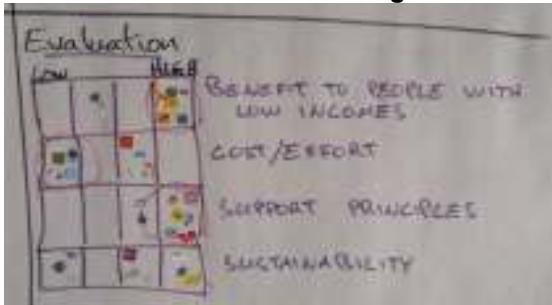 Evaluation
LOW HIGH
BENEFIT TO PEOPLE WITH
LOW INCOMES
COST/EFFORT
SUPPORT PRINCIPLES
SUSTAINABILITY